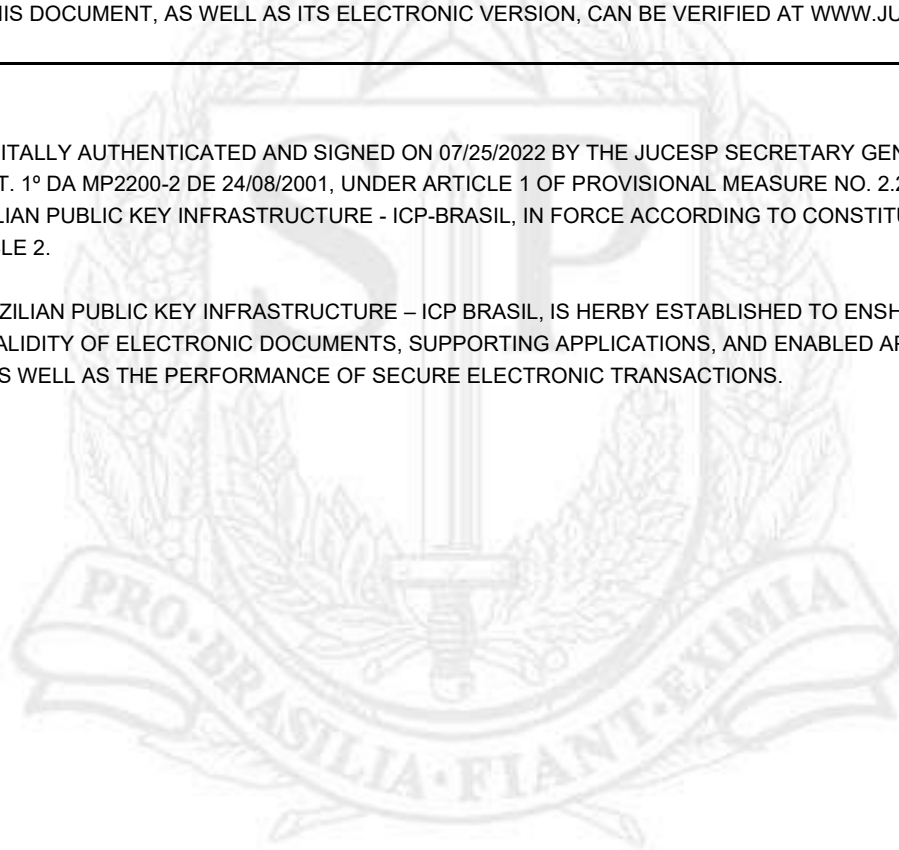 HIS DOCUMENT, AS WELL AS ITS ELECTRONIC VERSION, CAN BE VERIFIED AT WWW.JU
ITALLY AUTHENTICATED AND SIGNED ON 07/25/2022 BY THE JUCESP SECRETARY GEN
T. 1º DA MP2200-2 DE 24/08/2001, UNDER ARTICLE 1 OF PROVISIONAL MEASURE NO. 2.2
LIAN PUBLIC KEY INFRASTRUCTURE - ICP-BRASIL, IN FORCE ACCORDING TO CONSTITU
LE 2.
ZILIAN PUBLIC KEY INFRASTRUCTURE – ICP BRASIL, IS HERBY ESTABLISHED TO ENSH
ALIDITY OF ELECTRONIC DOCUMENTS, SUPPORTING APPLICATIONS, AND ENABLED AP
S WELL AS THE PERFORMANCE OF SECURE ELECTRONIC TRANSACTIONS.
S P
PRO·BRASILIA·FIANT·EXIMIA